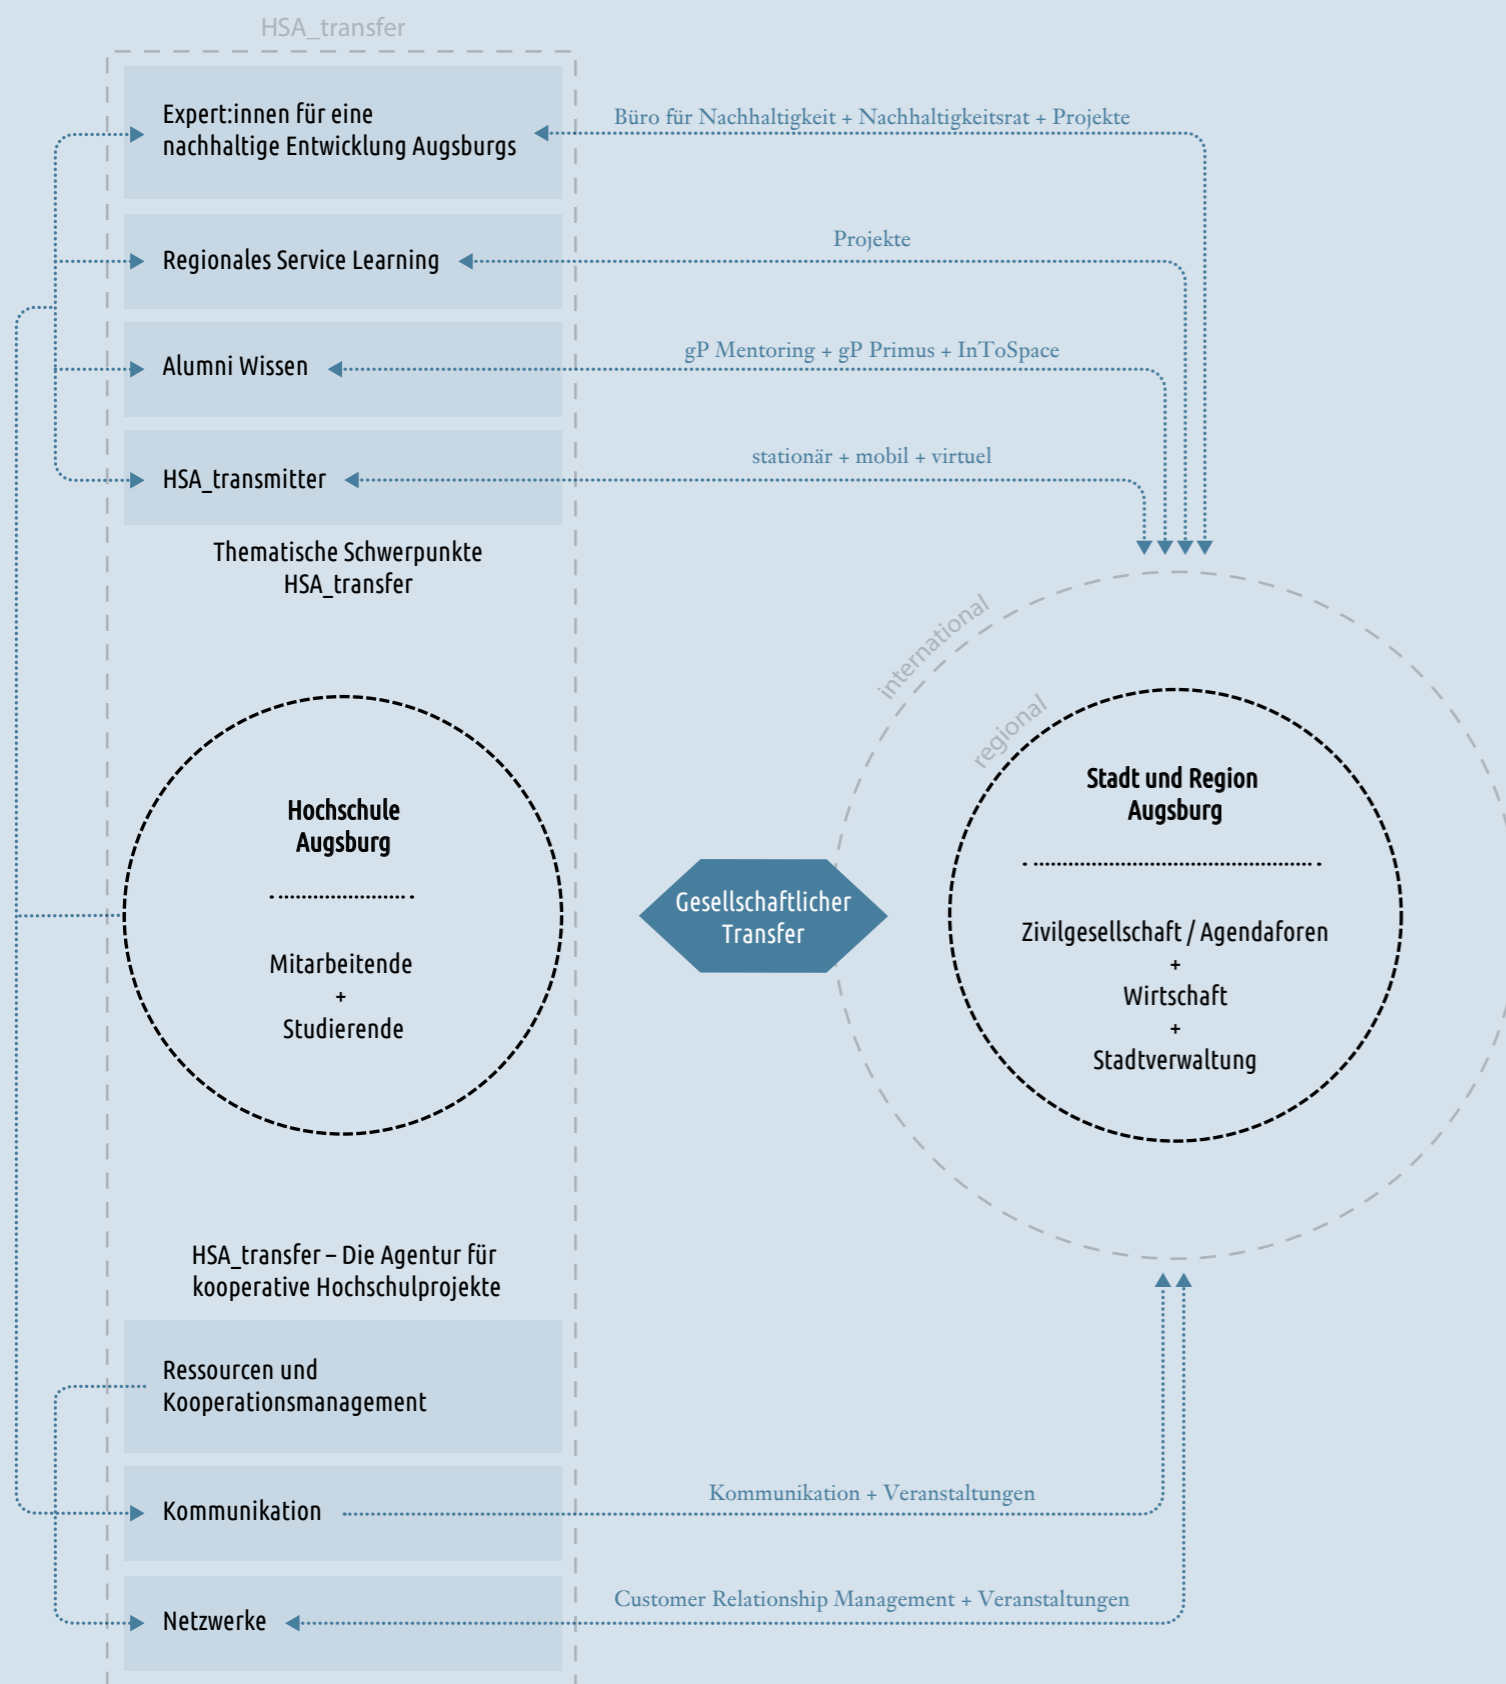 HSA_transfer
Expert:innen für eine
nachhaltige Entwicklung Augsburgs
Büro für Nachhaltigkeit + Nachhaltigkeitsrat + Projekte
Regionales Service Learning
Projekte
Alumni Wissen
gP Mentoring + gP Primus + InToSpace
HSA_transmitter
stationär + mobil + virtuel
Thematische Schwerpunkte
HSA_transfer
international
regional
Hochschule
Augsburg
Mitarbeitende
+
Studierende
Gesellschaftlicher
Transfer
Stadt und Region
Augsburg
Zivilgesellschaft / Agendaforen
+
Wirtschaft
+
Stadtverwaltung
HSA_transfer – Die Agentur für
kooperative Hochschulprojekte
Ressourcen und
Kooperationsmanagement
Kommunikation
Kommunikation + Veranstaltungen
Netzwerke
Customer Relationship Management + Veranstaltungen